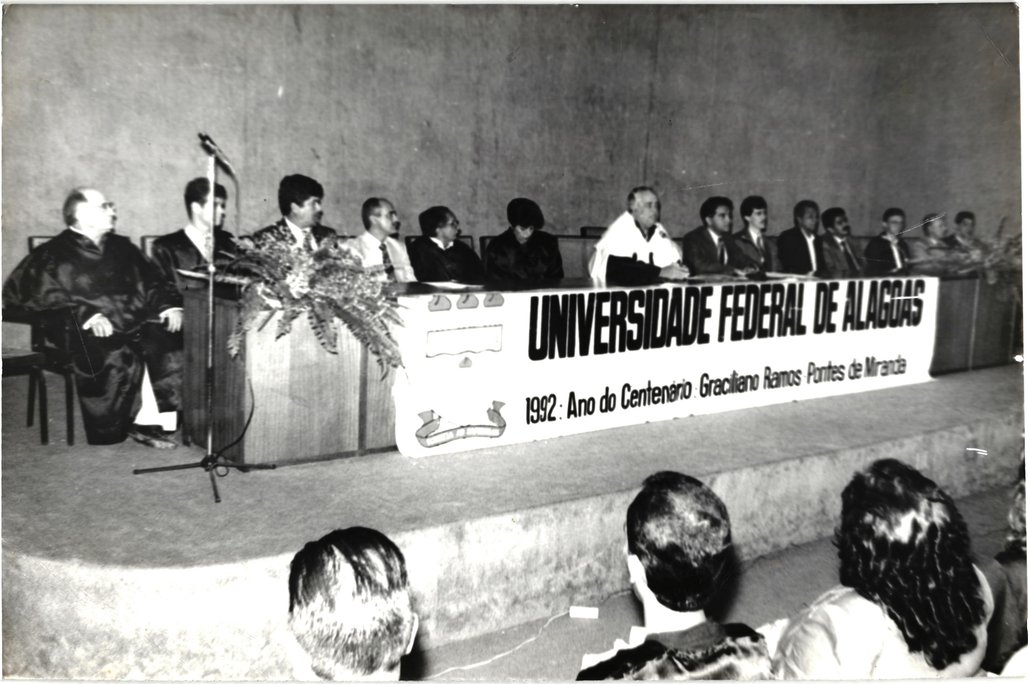 UNIVERSIDADE FEDERAL DE ALAGOAS
1992: Ano do Centenário: Graciliano Ramos-Pontes de Miranda